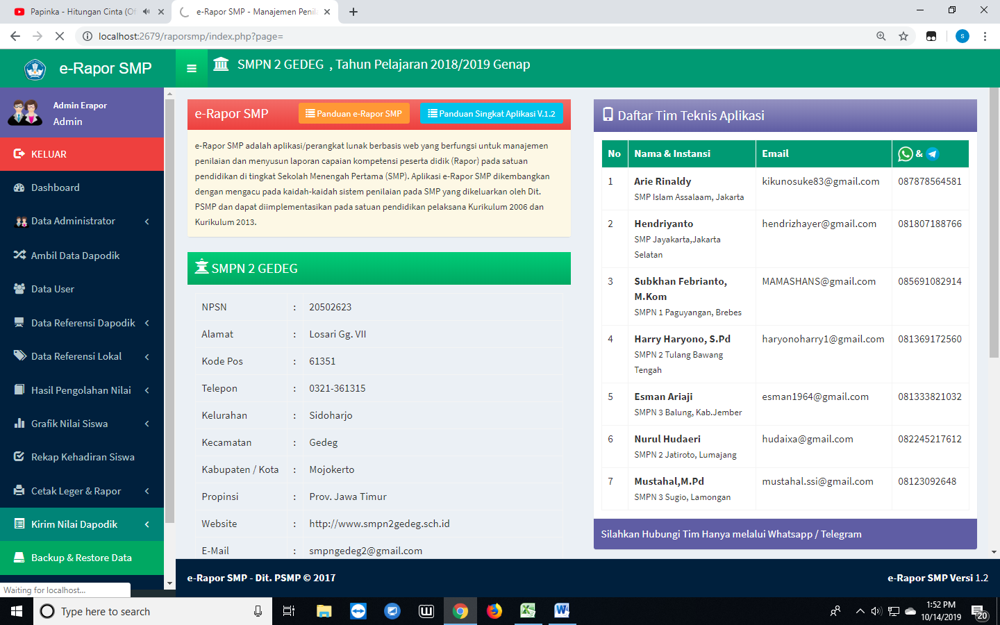 Papinka - Hitungan Cinta (Of
e-Rapor SMP - Manajemen Penil
localhost:2679/raporsmp/index.php?page=
s
e-Rapor SMP
SMPN 2 GEDEG , Tahun Pelajaran 2018/2019 Genap
Admin Erapor
Admin
KELUAR
Dashboard
Data Administrator
Ambil Data Dapodik
Data User
Data Referensi Dapodik
Data Referensi Lokal
Hasil Pengolahan Nilai
Grafik Nilai Siswa
Rekap Kehadiran Siswa
Cetak Leger & Rapor
Kirim Nilai Dapodik
Backup & Restore Data
Waiting for localhost...
e-Rapor SMP
Panduan e-Rapor SMP
Panduan Singkat Aplikasi V.1.2
e-Rapor SMP adalah aplikasi/perangkat lunak berbasis web yang berfungsi untuk manajemen
penilaian dan menyusun laporan capaian kompetensi peserta didik (Rapor) pada satuan
pendidikan di tingkat Sekolah Menengah Pertama (SMP). Aplikasi e-Rapor SMP dikembangkan
dengan mengacu pada kaidah-kaidah sistem penilaian pada SMP yang dikeluarkan oleh Dit.
PSMP dan dapat diimplementasikan pada satuan pendidikan pelaksana Kurikulum 2006 dan
Kurikulum 2013.
SMPN 2 GEDEG
NPSN : 20502623
Alamat : Losari Gg. VII
Kode Pos : 61351
Telepon : 0321-361315
Kelurahan : Sidoharjo
Kecamatan : Gedeg
Kabupaten / Kota : Mojokerto
Propinsi : Prov. Jawa Timur
Website : http://www.smpn2gedeg.sch.id
E-Mail : smpngedeg2@gmail.com
Daftar Tim Teknis Aplikasi
No Nama & Instansi Email &
1 Arie Rinaldy kikunosuke83@gmail.com 087878564581
SMP Islam Assalaam, Jakarta
2 Hendriyanto hendrizhayer@gmail.com 081807188766
SMP Jayakarta,Jakarta
Selatan
3 Subkhan Febrianto, MAMASHANS@gmail.com 085691082914
M.Kom
SMPN 1 Paguyangan, Brebes
4 Harry Haryono, S.Pd haryonoharry1@gmail.com 081369172560
SMPN 2 Tulang Bawang
Tengah
5 Esman Ariaji esman1964@gmail.com 081333821032
SMPN 3 Balung, Kab.Jember
6 Nurul Hudaeri hudaixa@gmail.com 082245217612
SMPN 2 Jatiroto, Lumajang
7 Mustahal,M.Pd mustahal.ssi@gmail.com 08123092648
SMPN 3 Sugio, Lamongan
Silahkan Hubungi Tim Hanya melalui Whatsapp / Telegram
e-Rapor SMP - Dit. PSMP © 2017
e-Rapor SMP Versi 1.2
Type here to search
1:52 PM
10/14/2019
20